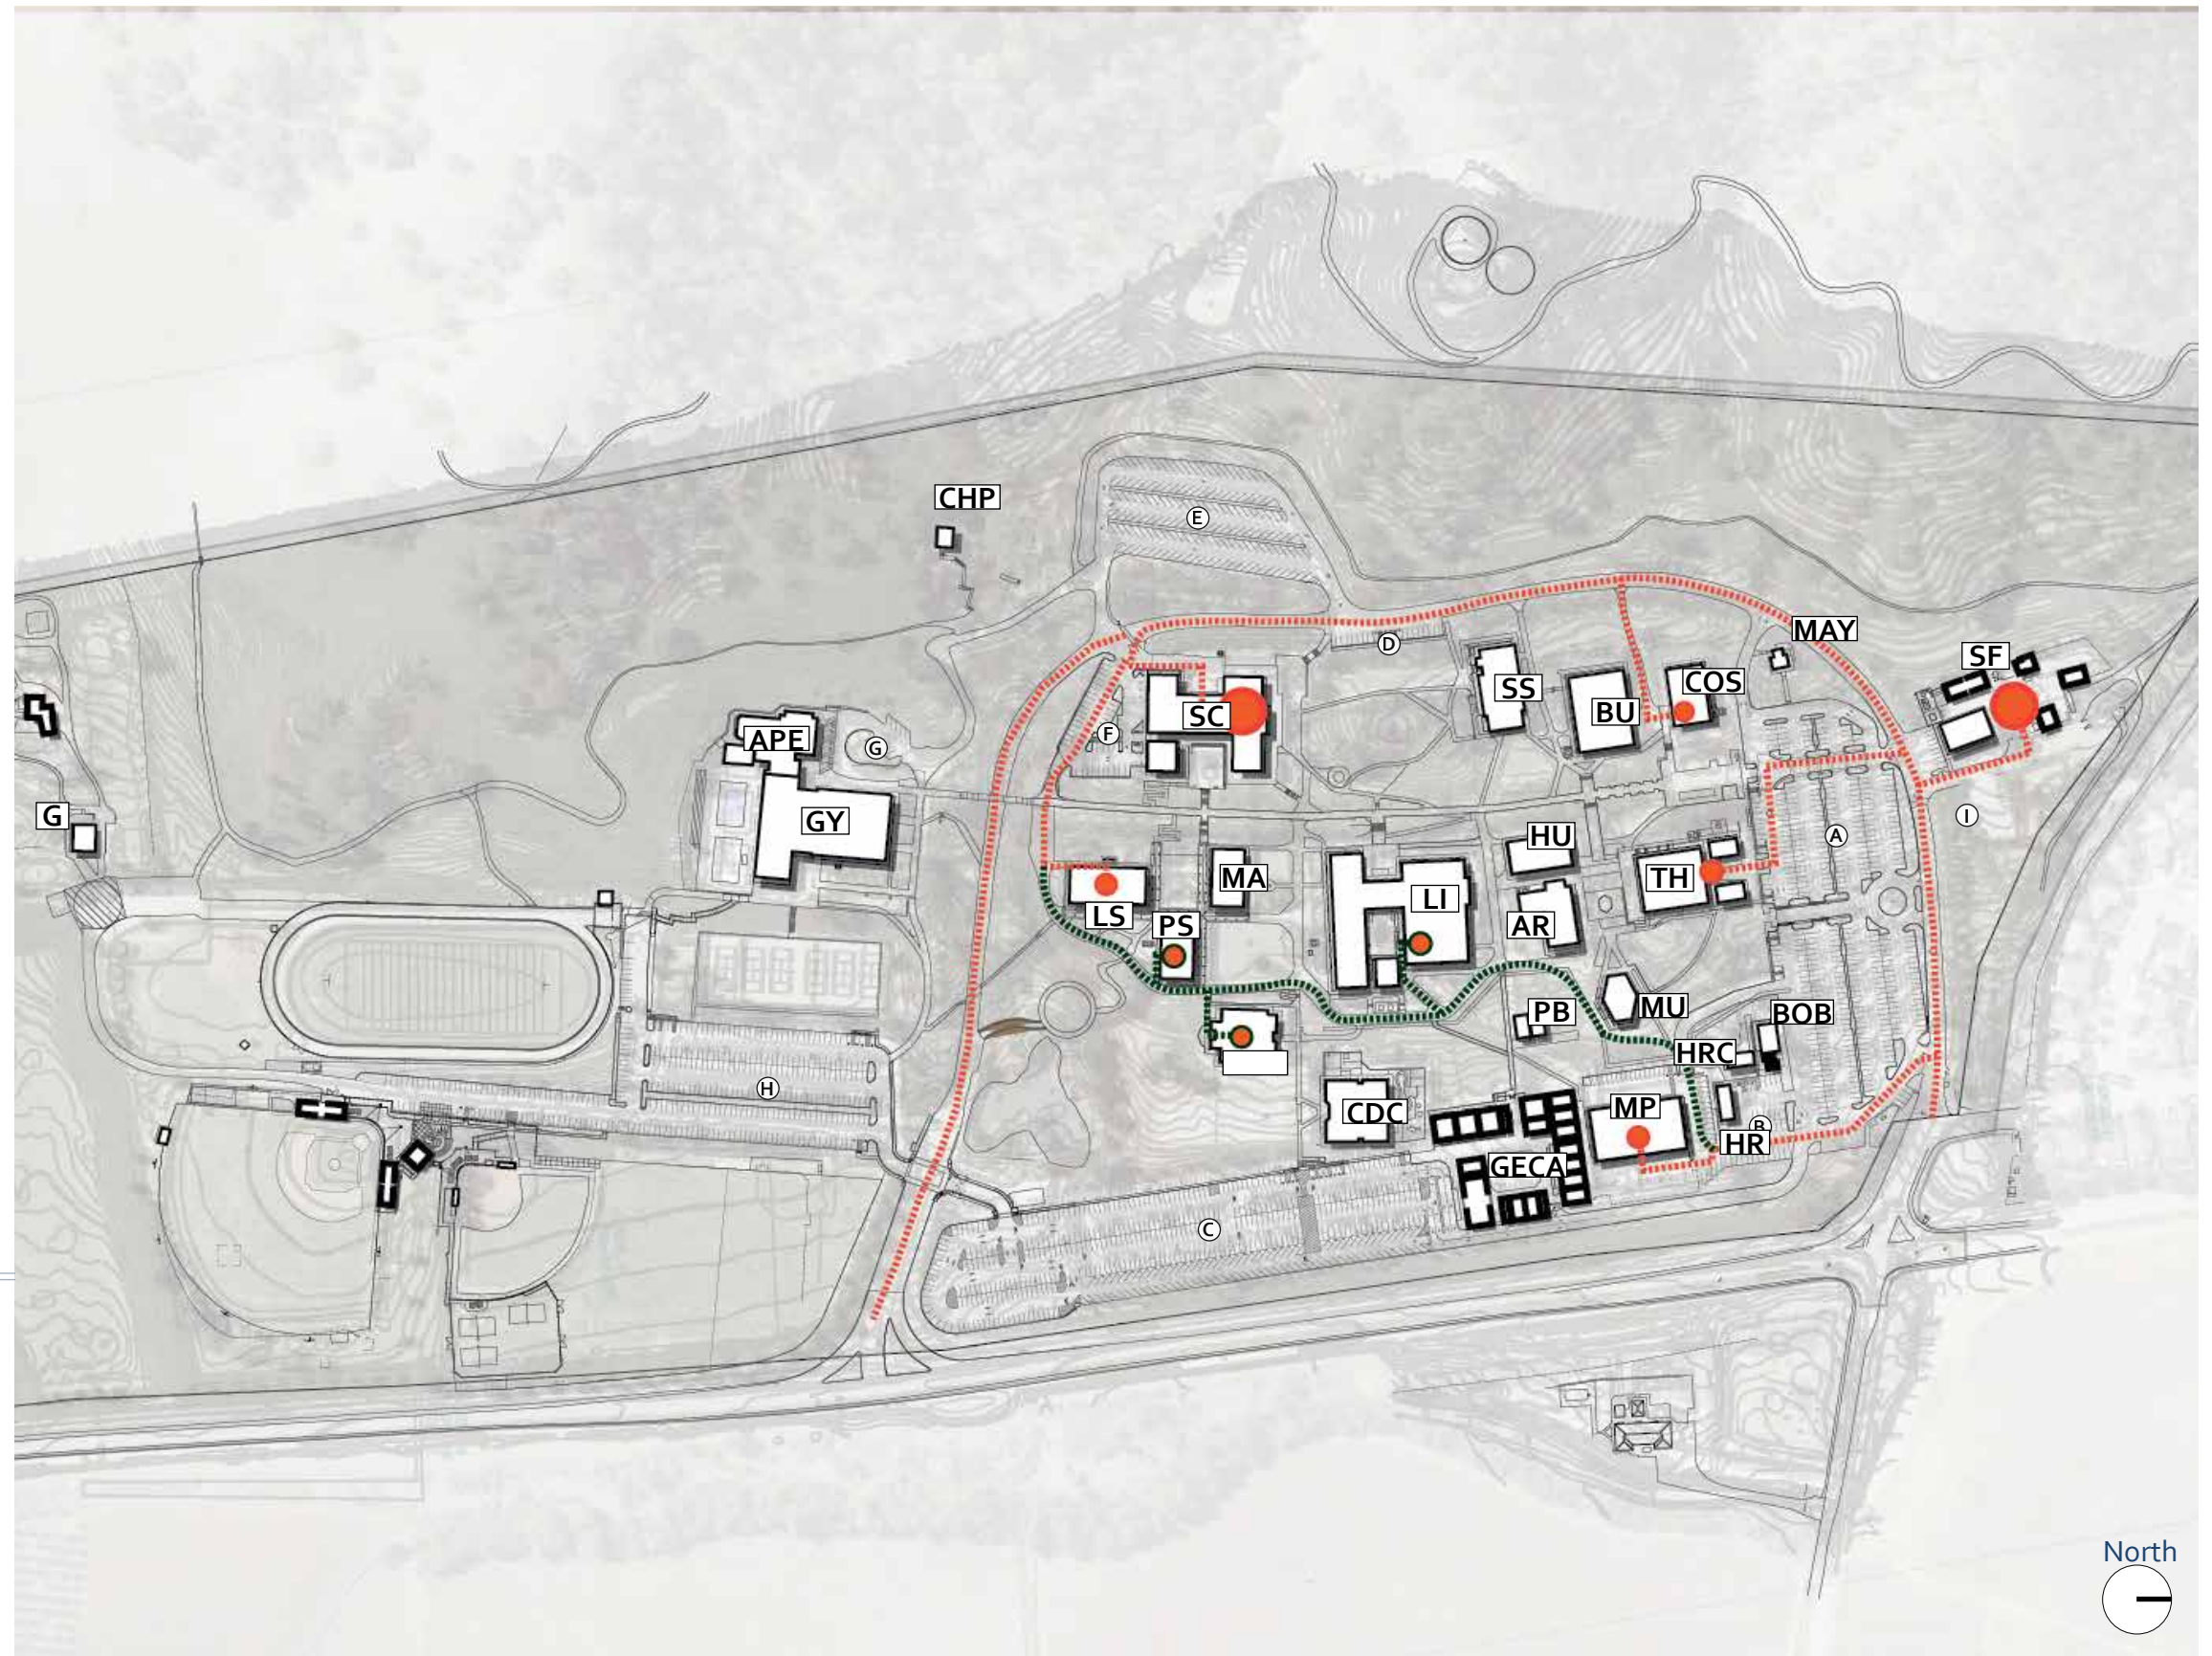 CHP
E
MAY
D
SF
COS
SS
BU
SC
F
APE
G
G
GY
I
A
HU
MA
TH
LI
LS
PS
AR
MU
PB
BOB
HRC
H
CDC
MP
B
HR
GECA
C
North